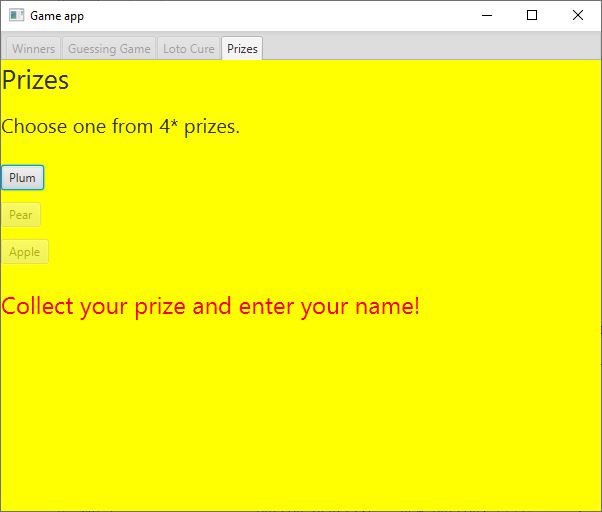 Game app
Winners Guessing Game Loto Cure Prizes
Prizes
Choose one from 4* prizes.
Plum
Pear
Apple
Collect your prize and enter your name!